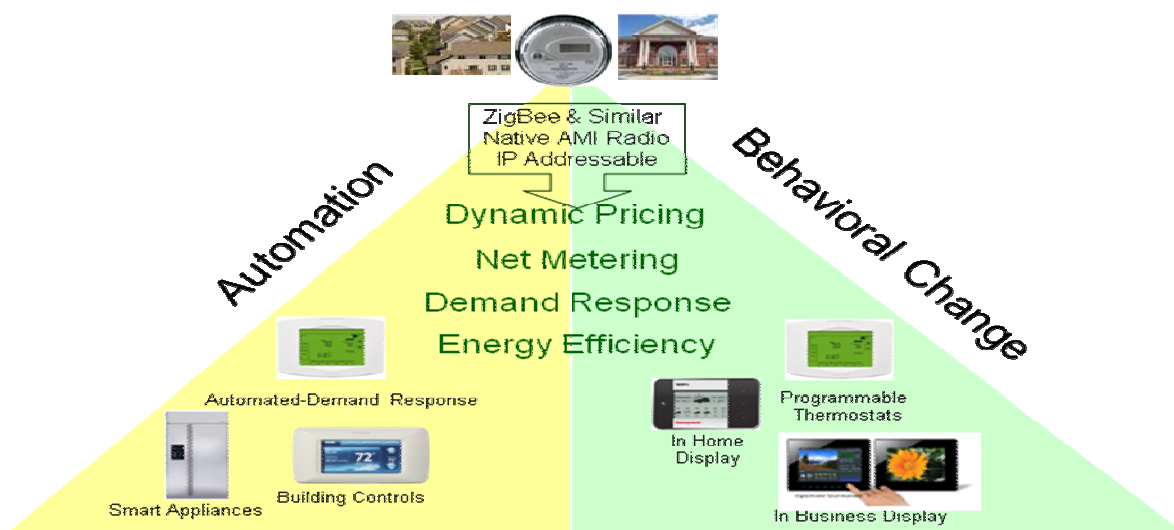 ZigBee & Similar
Native AMI Radio
IP Addressable
Automation
Behavioral Change
Dynamic Pricing
Net Metering
Demand Response
Energy Efficiency
Automated-Demand Response
Smart Appliances
72°
Building Controls
Programmable
Thermostats
In Home
Display
In Business Display